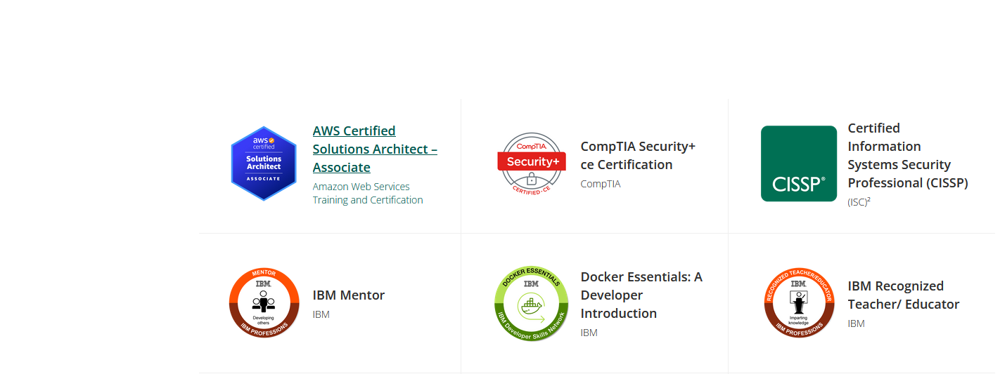 aws
certified
Solutions
Architect
ASSOCIATE
AWS Certified
Solutions Architect –
Associate
Amazon Web Services
Training and Certification
CompTIA
Security+
CERTIFIED•CE
CompTIA Security+
ce Certification
CompTIA
CISSP®
Certified
Information
Systems Security
Professional (CISSP)
(ISC)²
MENTOR
IBM.
Developing
others
IBM PROFESSIONS
IBM Mentor
IBM
DOCKER ESSENTIALS
IBM
IBM Developer Skills Network
Docker Essentials: A
Developer
Introduction
IBM
RECOGNIZED TEACHER/EDUCATOR
IBM.
Imparting
knowledge
IBM PROFESSIONS
IBM Recognized
Teacher/ Educator
IBM